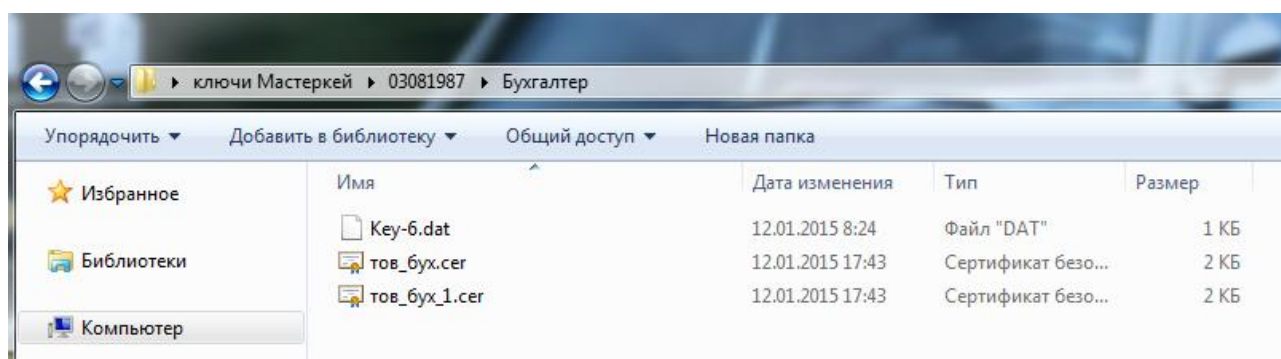 ключи Мастеркей ▸ 03081987 ▸ Бухгалтер
Упорядочить Добавить в библиотеку Общий доступ Новая папка
Избранное
Библиотеки
Компьютер
Имя Дата изменения Тип Размер
Key-6.dat 12.01.2015 8:24 Файл "DAT" 1 КБ
тов_бух.cer 12.01.2015 17:43 Сертификат безо... 2 КБ
тов_бух_1.cer 12.01.2015 17:43 Сертификат безо... 2 КБ